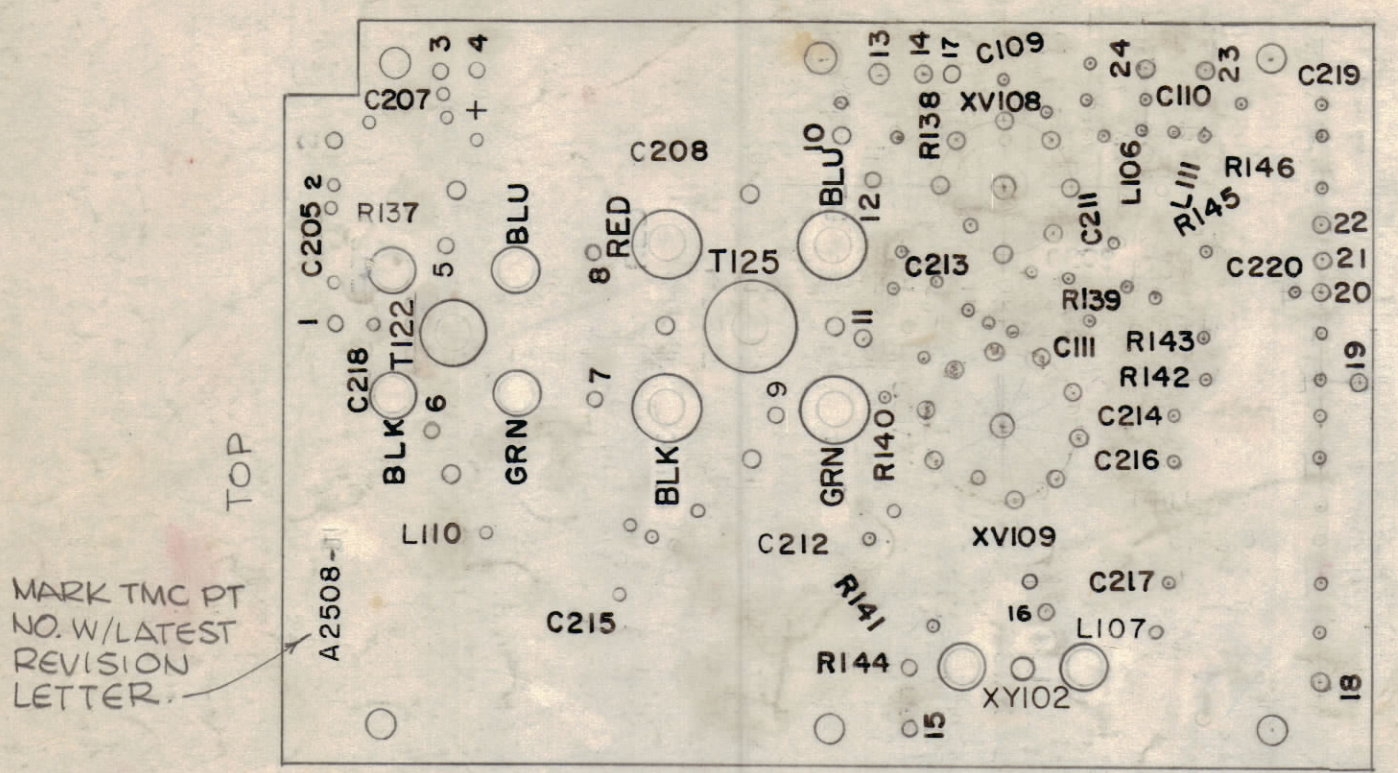 3
4
13
14
17
C109
24
23
C219
C207
+
XV108
C110
R138
10
C208
L106
L111
R146
BLU
2
R137
BLU
RED
12
R145
C211
22
C205
5
8
T125
C213
C220
21
20
R139
1
T122
11
C111
R143
19
C218
R142
7
9
6
C214
R140
C216
BLK
GRN
BLK
GRN
TOP
L110
C212
XV109
A2508-
MARK TMC PT
NO. W/LATEST
REVISION
LETTER.
C217
R141
16
C215
L107
R144
XY102
18
15